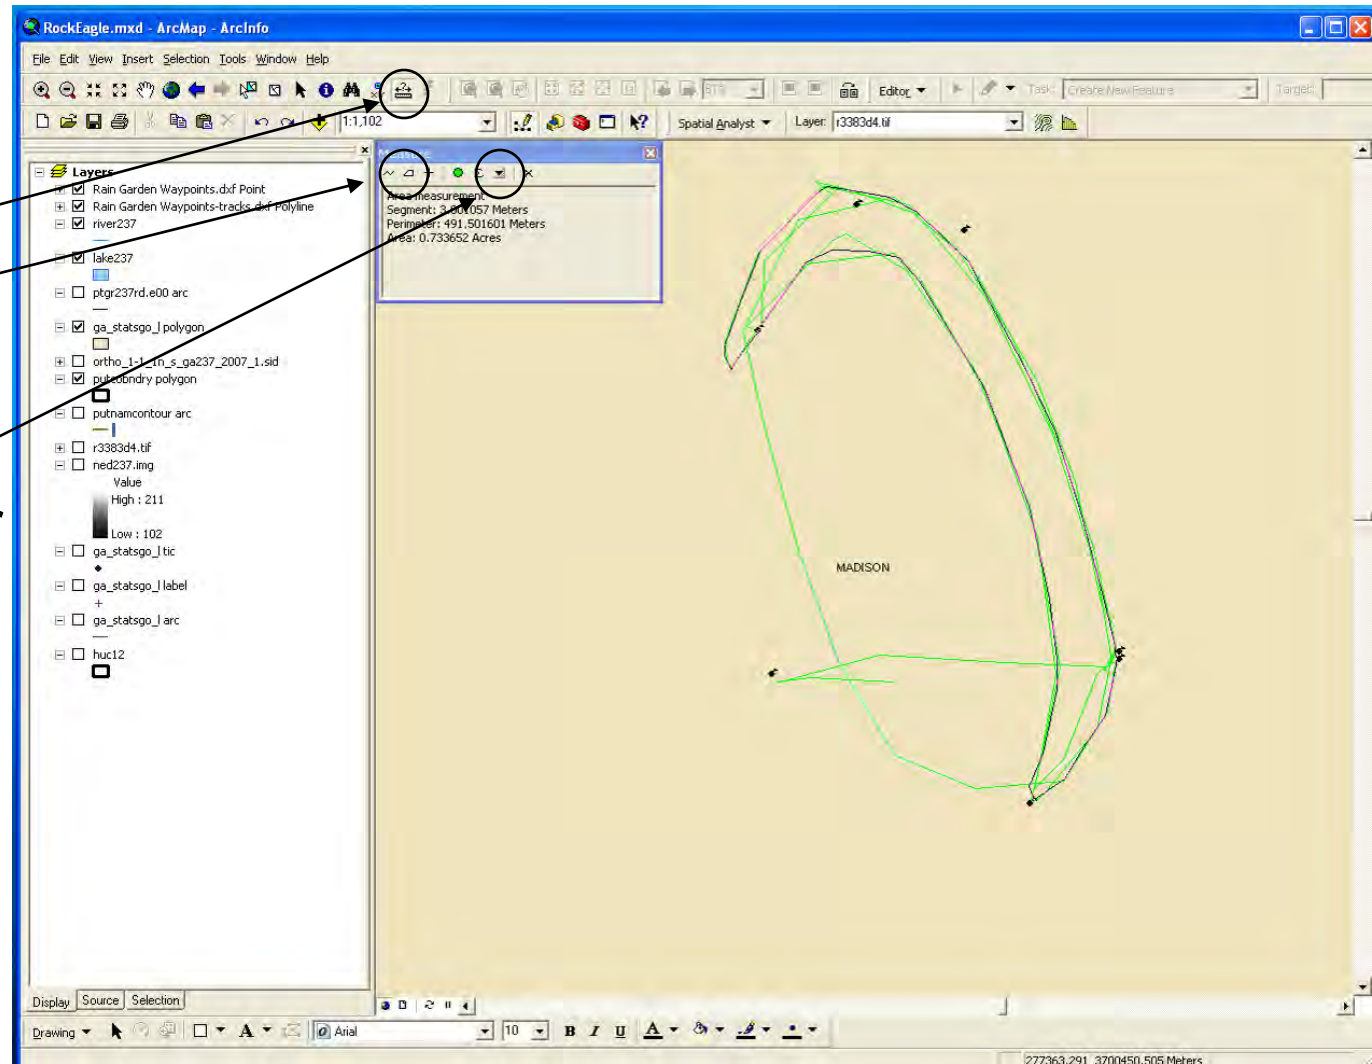 RockEagle.mxd - ArcMap - ArcInfo
File Edit View Insert Selection Tools Window Help
Editor
Task: Create New Feature
Target:
1:1,102
Spatial Analyst
Layer: r3383d4.tif
Layers
Rain Garden Waypoints.dxf Point
Rain Garden Waypoints-tracks.dxf Polyline
river237
lake237
ptgr237rd.e00 arc
ga_statsgo_l polygon
ortho_1-1_1n_s_ga237_2007_1.sid
putcobndry polygon
putnamcontour arc
r3383d4.tif
ned237.img
Value
High : 211
Low : 102
ga_statsgo_l tic
ga_statsgo_l label
ga_statsgo_l arc
huc12
Measure
Area measurement
Segment: 3.901057 Meters
Perimeter: 491.501601 Meters
Area: 0.733652 Acres
MADISON
Display Source Selection
Drawing
A
Arial
10
B I U A
277363.291 3700450.505 Meters